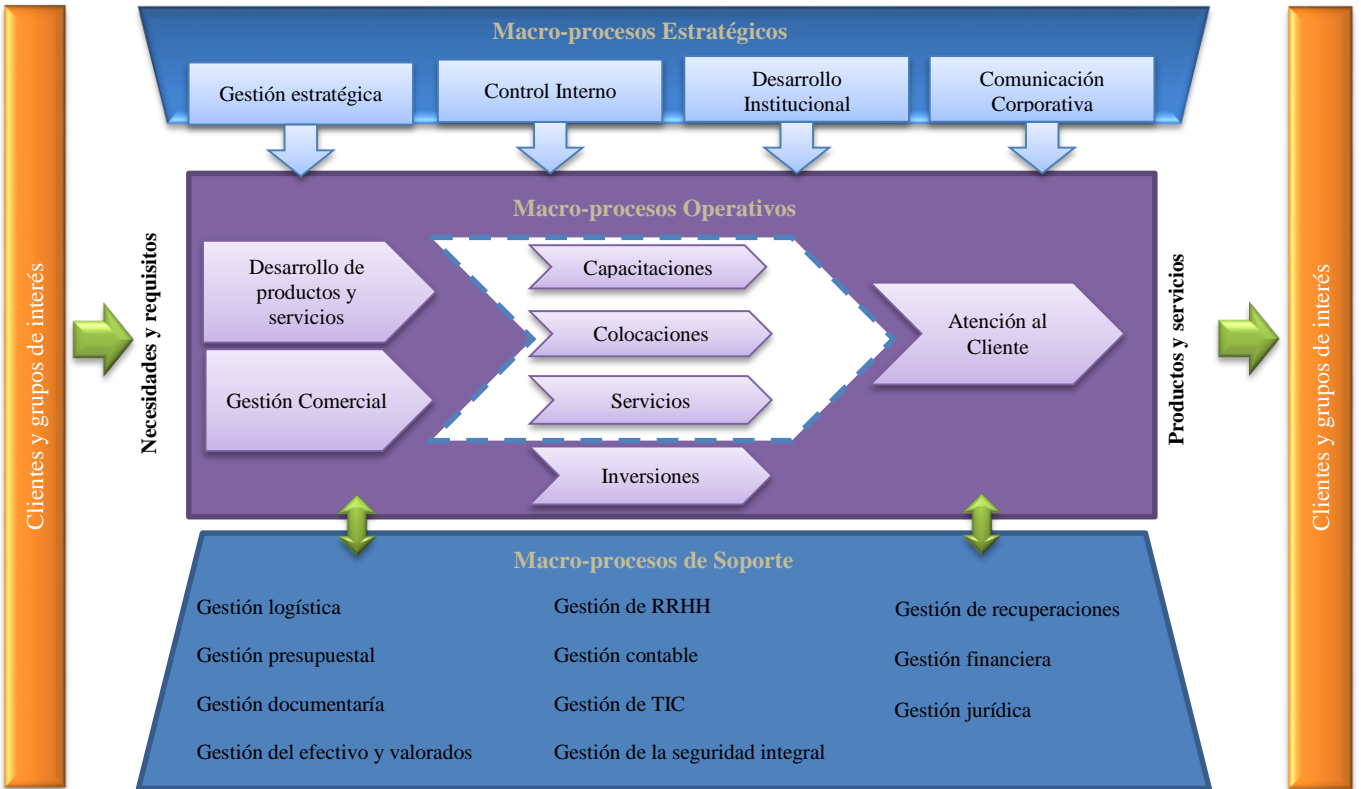 Clientes y grupos de interés
Necesidades y requisitos
Macro-procesos Estratégicos
Gestión estratégica
Control Interno
Desarrollo
Institucional
Comunicación
Corporativa
Macro-procesos Operativos
Desarrollo de
productos y
servicios
Gestión Comercial
Capacitaciones
Colocaciones
Servicios
Inversiones
Atención al
Cliente
Macro-procesos de Soporte
Gestión logística
Gestión presupuestal
Gestión documentaría
Gestión del efectivo y valorados
Gestión de RRHH
Gestión contable
Gestión de TIC
Gestión de la seguridad integral
Gestión de recuperaciones
Gestión financiera
Gestión jurídica
Productos y servicios
Clientes y grupos de interés